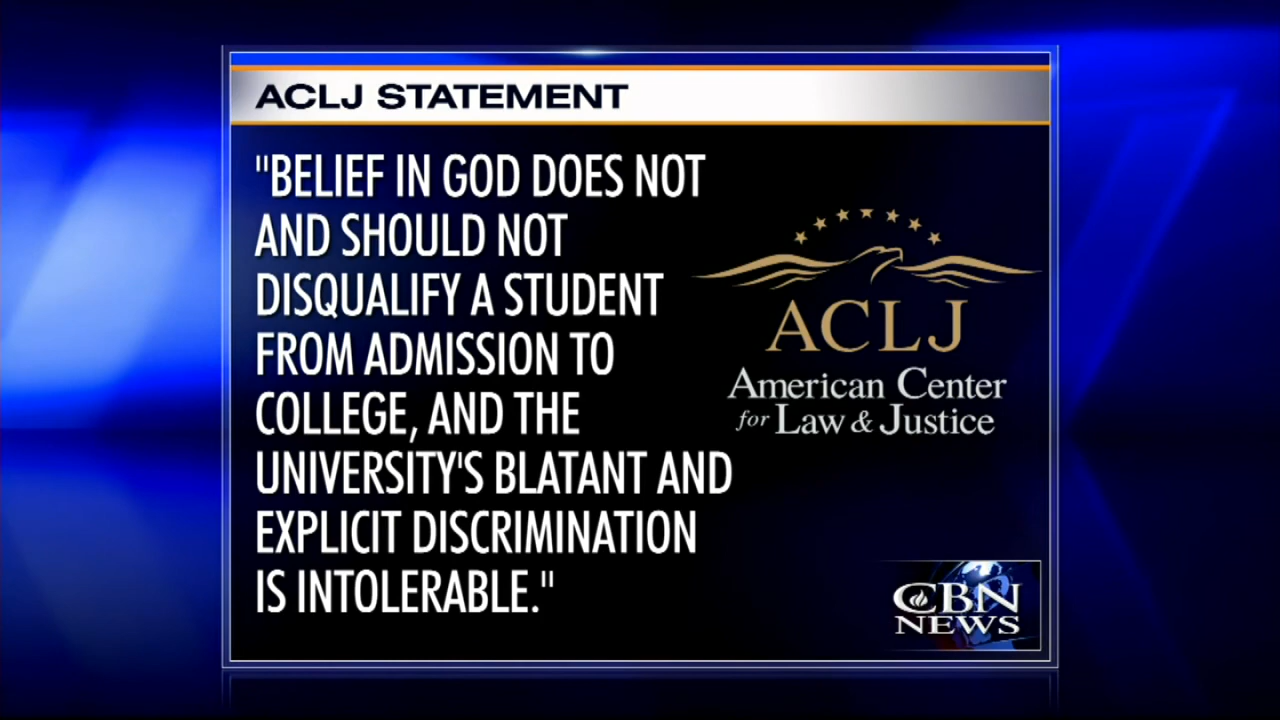 ACLJ STATEMENT
"BELIEF IN GOD DOES NOT
AND SHOULD NOT
DISQUALIFY A STUDENT
FROM ADMISSION TO
COLLEGE, AND THE
UNIVERSITY'S BLATANT AND
EXPLICIT DISCRIMINATION
IS INTOLERABLE."
ACLJ
American Center
for Law & Justice
CBN
NEWS